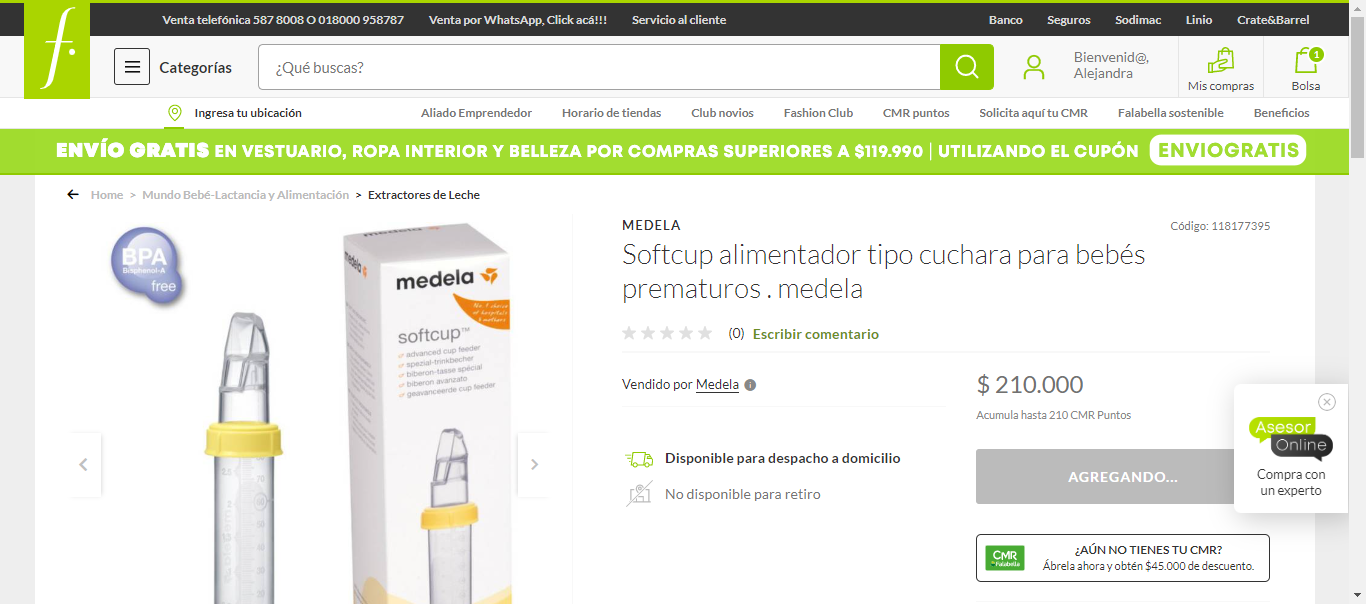 Venta telefónica 587 8008 O 018000 958787
Venta por WhatsApp, Click acá!!!
Servicio al cliente
Banco
Seguros
Sodimac
Linio
Crate&Barrel
f.
Categorías
¿Qué buscas?
Bienvenid@,
Alejandra
Mis compras
1
Bolsa
Ingresa tu ubicación
Aliado Emprendedor
Horario de tiendas
Club novios
Fashion Club
CMR puntos
Solicita aquí tu CMR
Falabella sostenible
Beneficios
ENVÍO GRATIS EN VESTUARIO, ROPA INTERIOR Y BELLEZA POR COMPRAS SUPERIORES A $119.990 | UTILIZANDO EL CUPÓN ENVIOGRATIS
Home > Mundo Bebé-Lactancia y Alimentación > Extractores de Leche
BPA
Bisphenol-A
free
medela
medela
softcup™
advanced cup feeder
spezial-trinkbecher
biberon-tasse spécial
biberon avanzato
geavanceerde cup feeder
MEDELA
Código: 118177395
Softcup alimentador tipo cuchara para bebés
prematuros . medela
(0) Escribir comentario
Vendido por Medela
$ 210.000
Acumula hasta 210 CMR Puntos
Disponible para despacho a domicilio
No disponible para retiro
AGREGANDO...
Asesor
Online
Compra con
un experto
CMR
Falabella
¿AÚN NO TIENES TU CMR?
Ábrela ahora y obtén $45.000 de descuento.